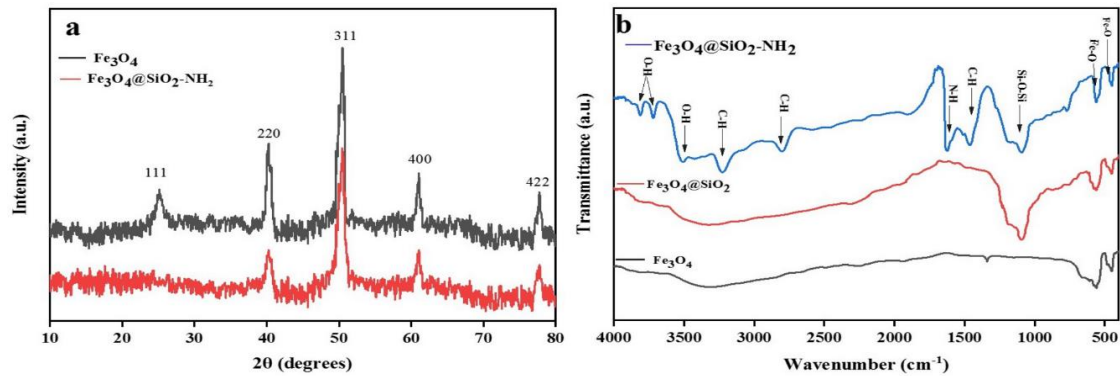 a
311
Fe₃O₄
Fe₃O₄@SiO₂-NH₂
220
111
400
422
Intensity (a.u.)
10 20 30 40 50 60 70 80
2θ (degrees)
b
Fe₃O₄@SiO₂-NH₂
O-H
O-H
C-H
C-H
N-H
C-H
Si-O-Si
Fe-O
Fe-O
Fe₃O₄@SiO₂
Fe₃O₄
Transmittance (a.u.)
4000 3500 3000 2500 2000 1500 1000 500
Wavenumber (cm⁻¹)